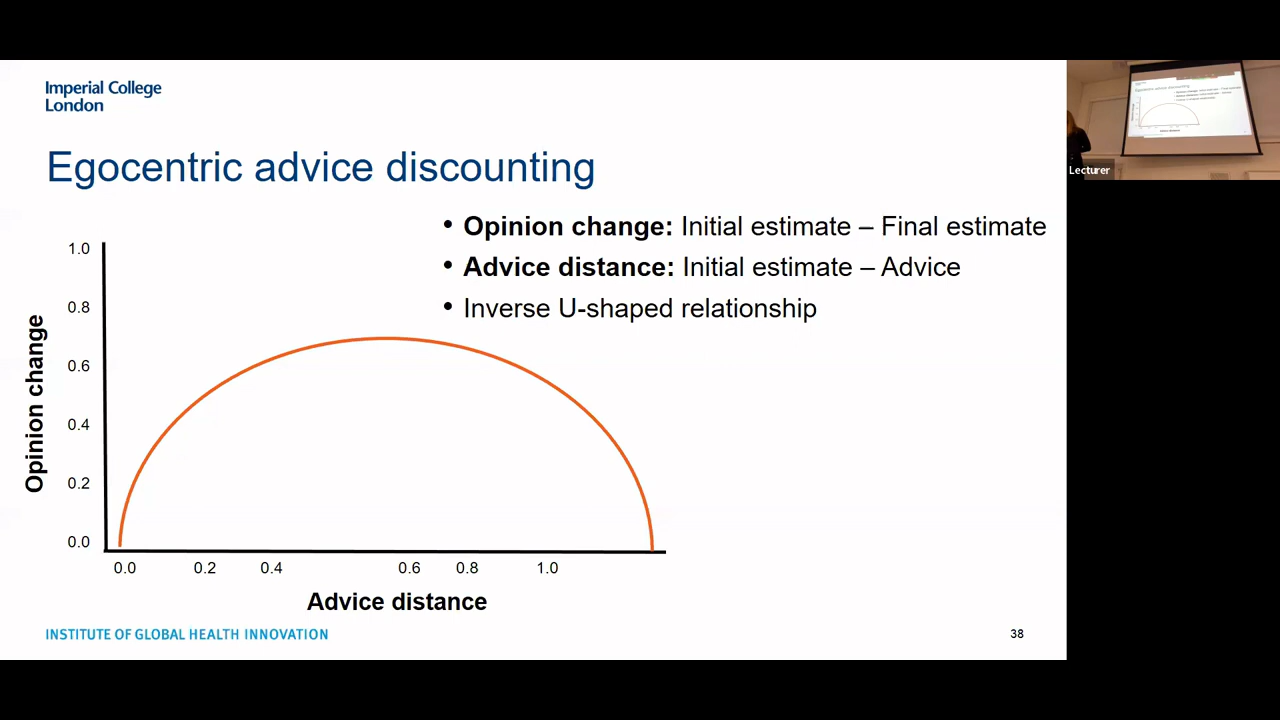 Imperial College
London
Egocentric advice discounting
• Opinion change: Initial estimate – Final estimate
• Advice distance: Initial estimate – Advice
• Inverse U-shaped relationship
Opinion change
1.0
0.8
0.6
0.4
0.2
0.0
0.0 0.2 0.4 0.6 0.8 1.0
Advice distance
INSTITUTE OF GLOBAL HEALTH INNOVATION
38
Lecturer